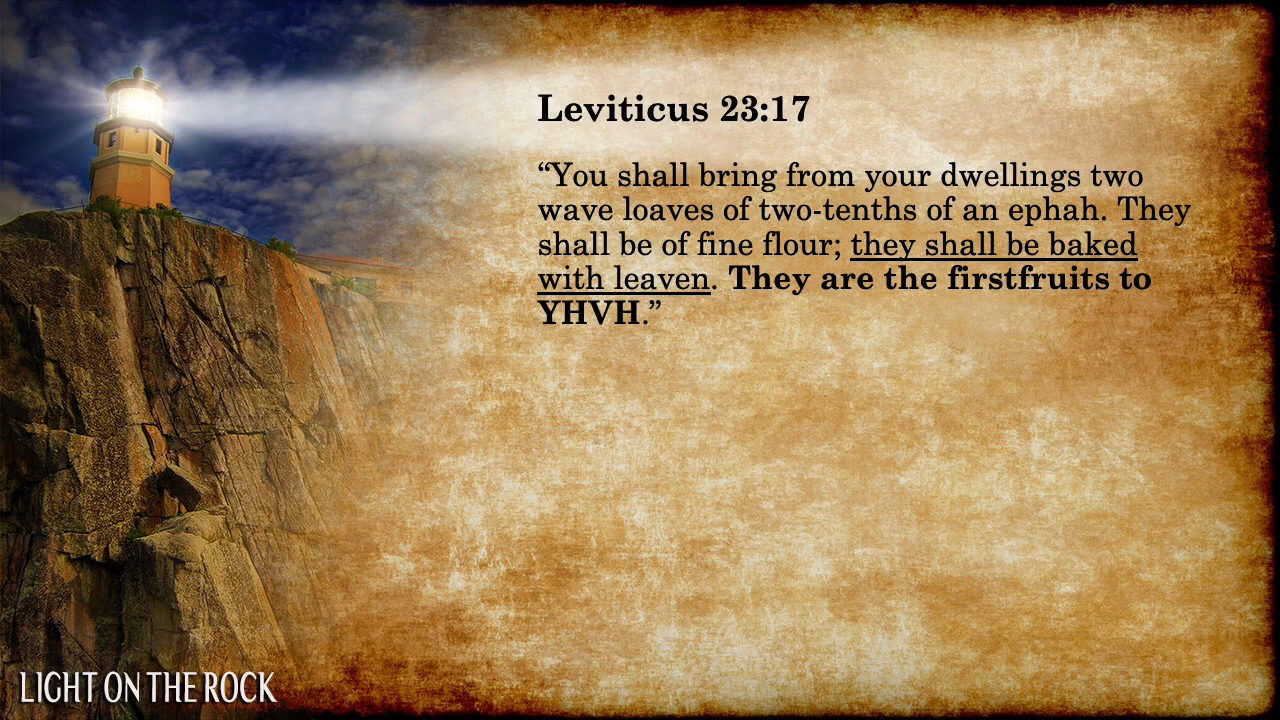 Leviticus 23:17
“You shall bring from your dwellings two
wave loaves of two-tenths of an ephah. They
shall be of fine flour; they shall be baked
with leaven. They are the firstfruits to
YHVH.”
LIGHT ON THE ROCK